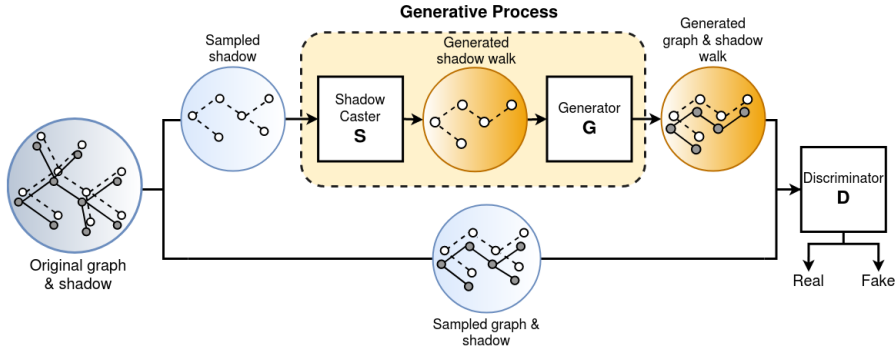 Generative Process
Sampled
shadow
Generated
shadow walk
Generated
graph & shadow
walk
Shadow
Caster
S
Generator
G
Discriminator
D
Original graph
& shadow
Real
Fake
Sampled graph &
shadow